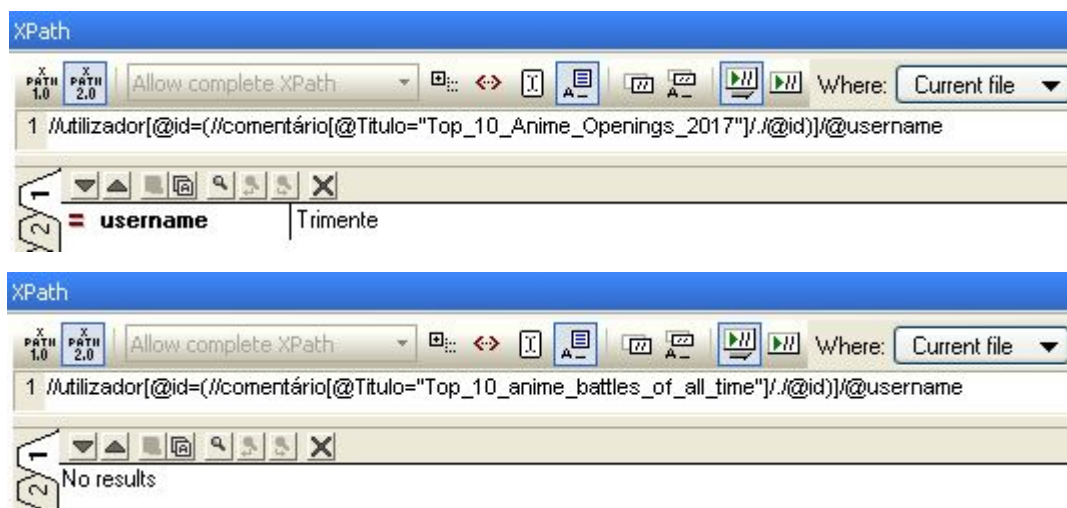 XPath
XPATH 1.0 XPATH 2.0 Allow complete XPath Where: Current file
1 //utilizador[@id=(//comentário[@Titulo="Top_10_Anime_Openings_2017"]/./@id)]/@username
1 = username Trimente
2
XPath
XPATH 1.0 XPATH 2.0 Allow complete XPath Where: Current file
1 //utilizador[@id=(//comentário[@Titulo="Top_10_anime_battles_of_all_time"]/./@id)]/@username
1 No results
2